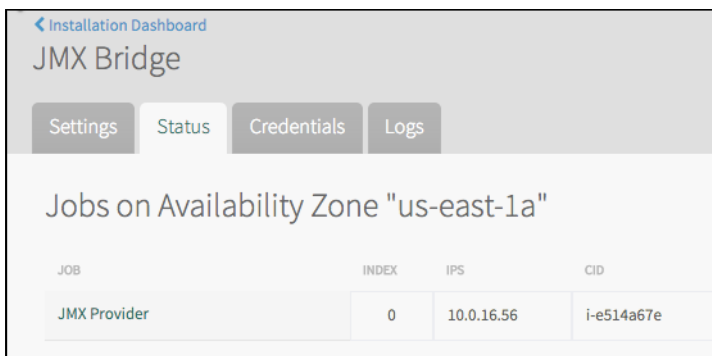 Installation Dashboard
JMX Bridge
Settings Status Credentials Logs
Jobs on Availability Zone "us-east-1a"
JOB INDEX IPS CID
JMX Provider 0 10.0.16.56 i-e514a67e